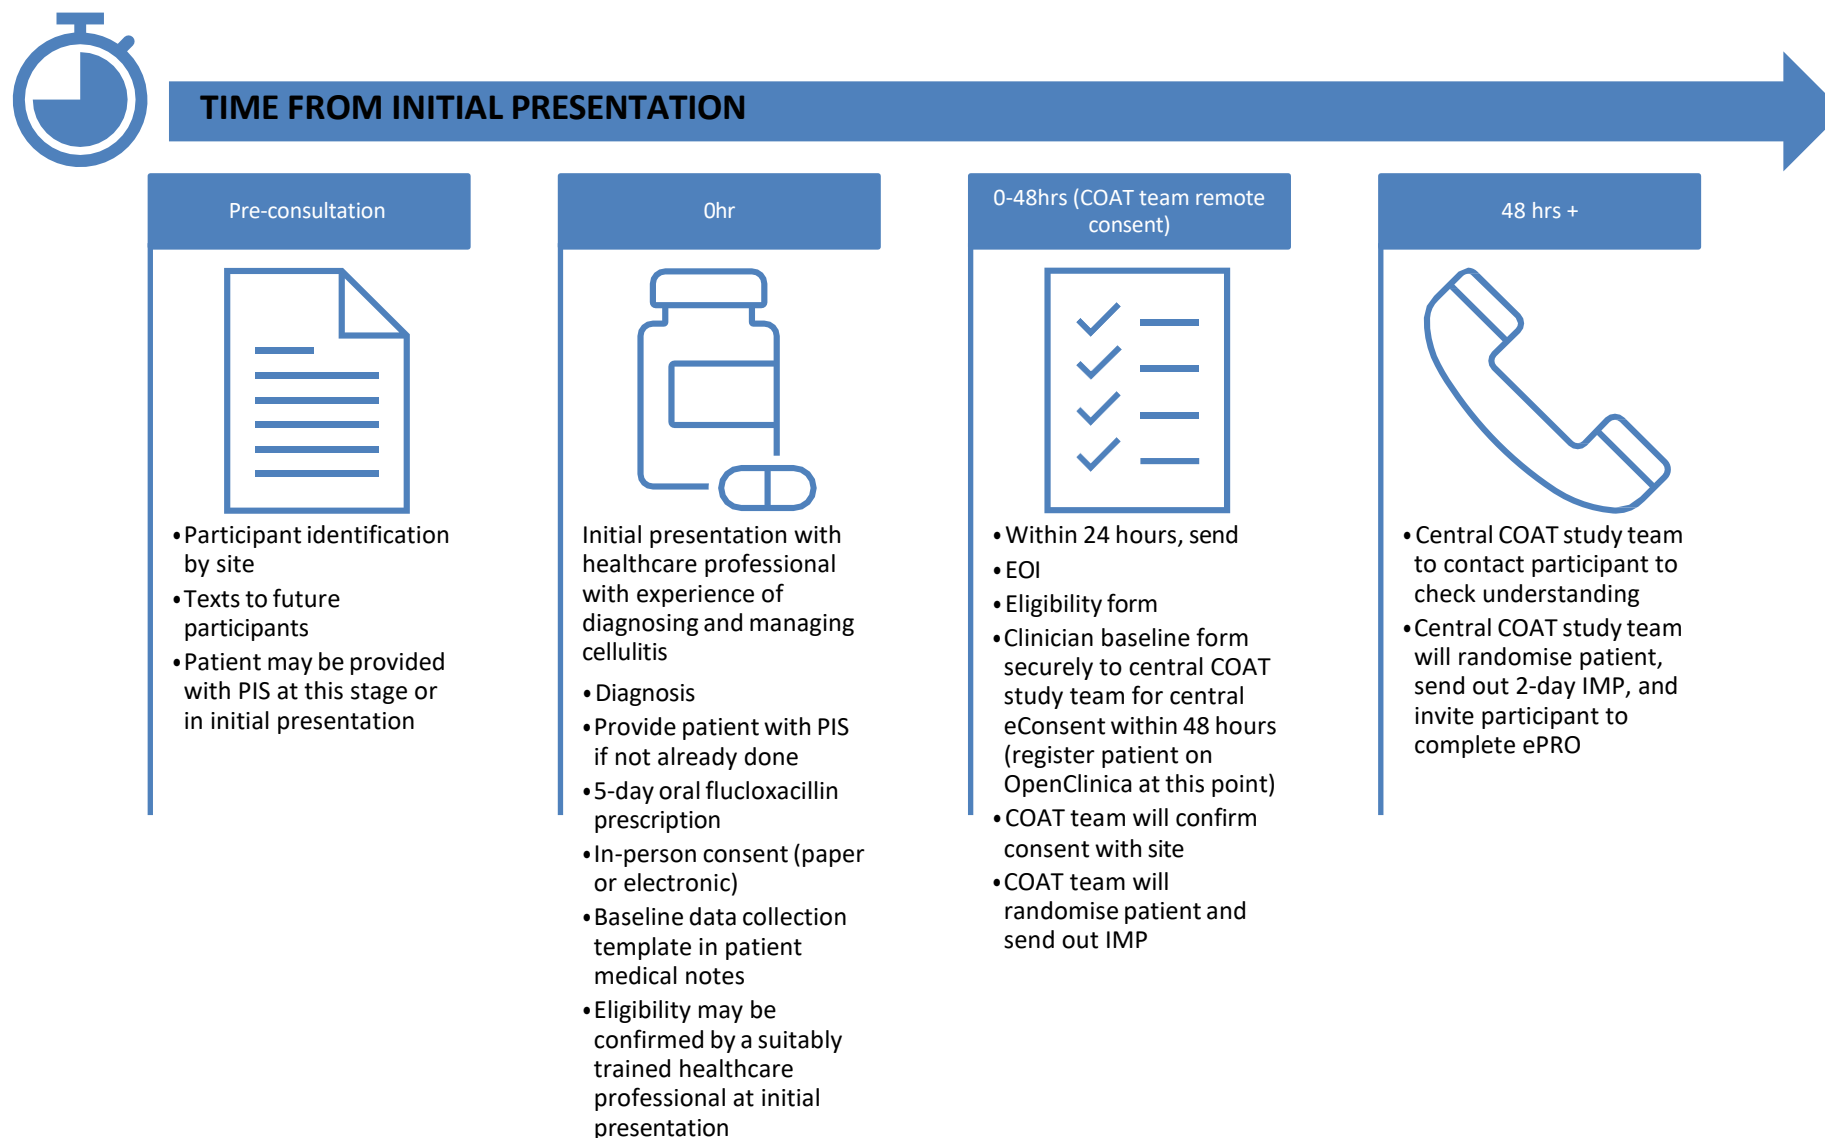 TIME FROM INITIAL PRESENTATION
Pre-consultation
•Participant identification
by site
•Texts to future
participants
•Patient may be provided
with PIS at this stage or
in initial presentation
0hr
Initial presentation with
healthcare professional
with experience of
diagnosing and managing
cellulitis
•Diagnosis
•Provide patient with PIS
if not already done
•5-day oral flucloxacillin
prescription
•In-person consent (paper
or electronic)
•Baseline data collection
template in patient
medical notes
•Eligibility may be
confirmed by a suitably
trained healthcare
professional at initial
presentation
0-48hrs (COAT team remote
consent)
•Within 24 hours, send
•EOI
•Eligibility form
•Clinician baseline form
securely to central COAT
study team for central
eConsent within 48 hours
(register patient on
OpenClinica at this point)
•COAT team will confirm
consent with site
•COAT team will
randomise patient and
send out IMP
48 hrs +
•Central COAT study team
to contact participant to
check understanding
•Central COAT study team
will randomise patient,
send out 2-day IMP, and
invite participant to
complete ePRO